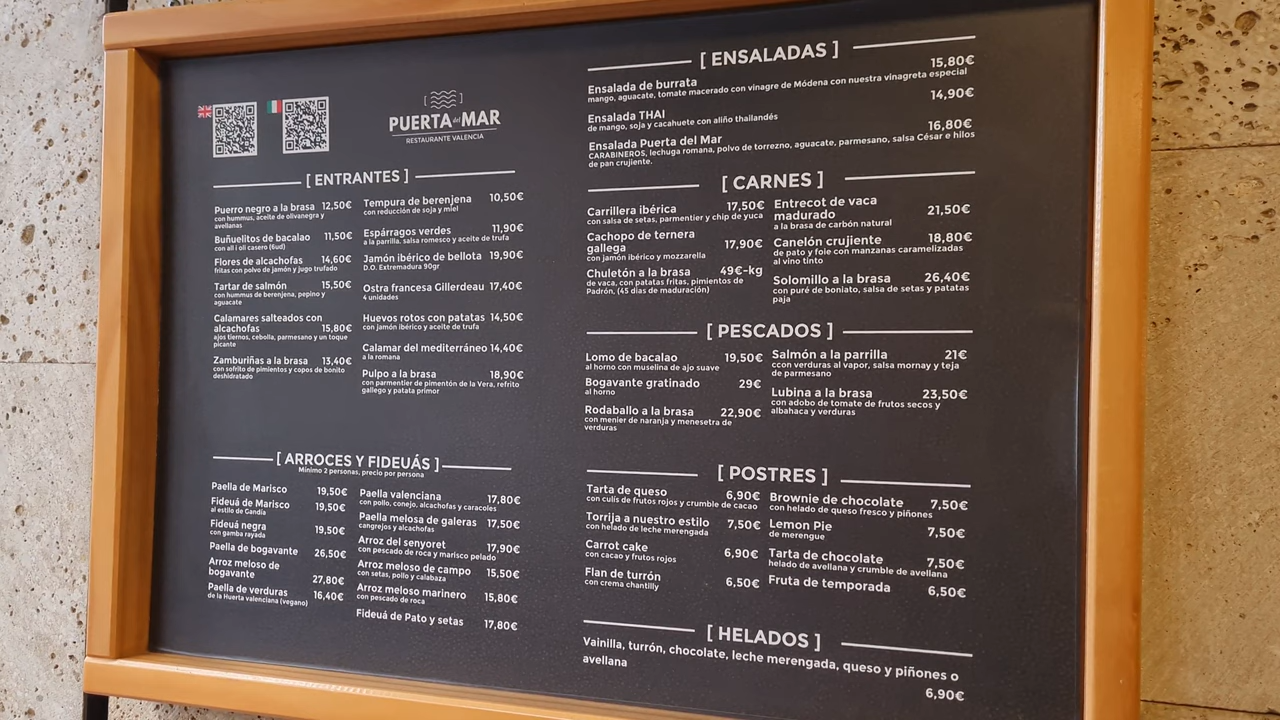 PUERTA del MAR
RESTAURANTE VALENCIA
[ ENTRANTES ]
Puerro negro a la brasa 12,50€
con hummus, aceite de olivanegra y
avellanas
Buñuelitos de bacalao 11,50€
con all i oli casero (6ud)
Flores de alcachofas 14,60€
fritas con polvo de jamón y jugo trufado
Tartar de salmón 15,50€
con hummus de berenjena, pepino y
aguacate
Calamares salteados con
alcachofas 15,80€
ajos tiernos, cebolla, parmesano y un toque
picante
Zamburiñas a la brasa 13,40€
con sofrito de pimientos y copos de bonito
deshidratado
Tempura de berenjena 10,50€
con reducción de soja y miel
Espárragos verdes 11,90€
a la parrilla, salsa romesco y aceite de trufa
Jamón ibérico de bellota 19,90€
D.O. Extremadura 90gr
Ostra francesa Gillerdeau 17,40€
4 unidades
Huevos rotos con patatas 14,50€
con jamón ibérico y aceite de trufa
Calamar del mediterráneo 14,40€
a la romana
Pulpo a la brasa 18,90€
con parmentier de pimentón de la Vera, refrito
gallego y patata primor
[ ARROCES Y FIDEUÁS ]
Mínimo 2 personas, precio por persona
Paella de Marisco 19,50€
Fideuá de Marisco 19,50€
al estilo de Gandía
Fideuá negra 19,50€
con gamba rayada
Paella de bogavante 26,50€
Arroz meloso de
bogavante 27,80€
Paella de verduras 16,40€
de la Huerta valenciana (vegano)
Paella valenciana 17,80€
con pollo, conejo, alcachofas y caracoles
Paella melosa de galeras 17,50€
cangrejos y alcachofas
Arroz del senyoret 17,90€
con pescado de roca y marisco pelado
Arroz meloso de campo 15,50€
con setas, pollo y calabaza
Arroz meloso marinero 15,80€
con pescado de roca
Fideuá de Pato y setas 17,80€
[ ENSALADAS ]
Ensalada de burrata 15,80€
mango, aguacate, tomate macerado con vinagre de Módena con nuestra vinagreta especial
Ensalada THAI 14,90€
de mango, soja y cacahuete con aliño thailandés
Ensalada Puerta del Mar 16,80€
CARABINEROS, lechuga romana, polvo de torrezno, aguacate, parmesano, salsa César e hilos
de pan crujiente.
[ CARNES ]
Carrillera ibérica 17,50€
con salsa de setas, parmentier y chip de yuca
Cachopo de ternera
gallega 17,90€
con jamón ibérico y mozzarella
Chuletón a la brasa 49€-kg
de vaca, con patatas fritas, pimientos de
Padrón, (45 días de maduración)
Entrecot de vaca
madurado 21,50€
a la brasa de carbón natural
Canelón crujiente 18,80€
de pato y foie con manzanas caramelizadas
al vino tinto
Solomillo a la brasa 26,40€
con puré de boniato, salsa de setas y patatas
paja
[ PESCADOS ]
Lomo de bacalao 19,50€
al horno con muselina de ajo suave
Bogavante gratinado 29€
al horno
Rodaballo a la brasa 22,90€
con menier de naranja y menesetra de
verduras
Salmón a la parrilla 21€
ccon verduras al vapor, salsa mornay y teja
de parmesano
Lubina a la brasa 23,50€
con adobo de tomate de frutos secos y
albahaca y verduras
[ POSTRES ]
Tarta de queso 6,90€
con culís de frutos rojos y crumble de cacao
Torrija a nuestro estilo 7,50€
con helado de leche merengada
Carrot cake 6,90€
con cacao y frutos rojos
Flan de turrón 6,50€
con crema chantilly
Brownie de chocolate 7,50€
con helado de queso fresco y piñones
Lemon Pie 7,50€
de merengue
Tarta de chocolate 7,50€
helado de avellana y crumble de avellana
Fruta de temporada 6,50€
[ HELADOS ]
Vainilla, turrón, chocolate, leche merengada, queso y piñones o
avellana
6,90€